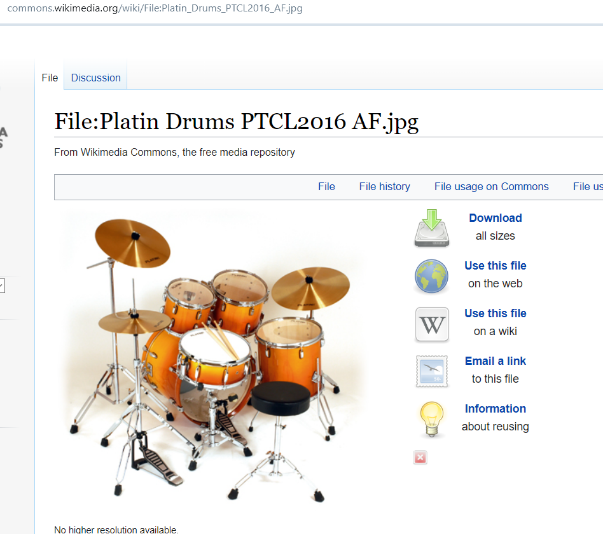 commons.wikimedia.org/wiki/File:Platin_Drums_PTCL2016_AF.jpg
File Discussion
File:Platin Drums PTCL2016 AF.jpg
From Wikimedia Commons, the free media repository
File File history File usage on Commons File us
Download
all sizes
Use this file
on the web
Use this file
W
on a wiki
Email a link
to this file
Information
about reusing
No higher resolution available.